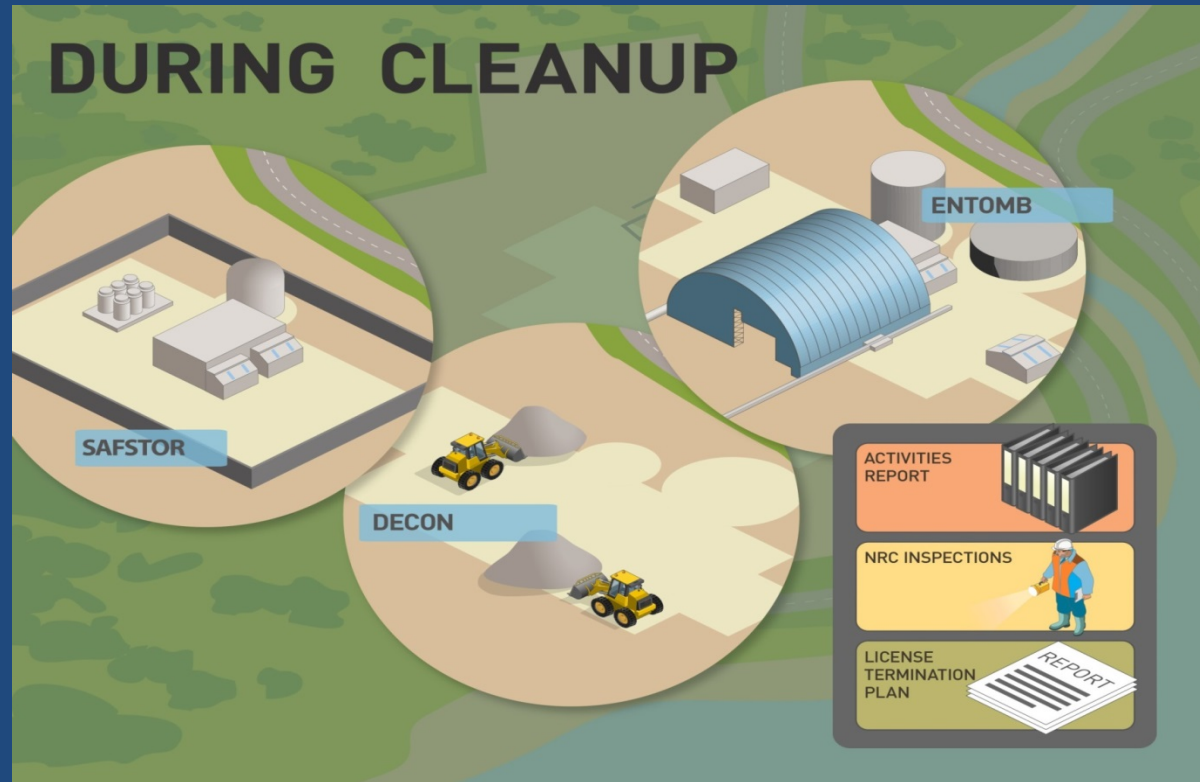 DURING CLEANUP
ENTOMB
SAFSTOR
DECON
ACTIVITIES
REPORT
NRC INSPECTIONS
LICENSE
TERMINATION
PLAN
REPORT